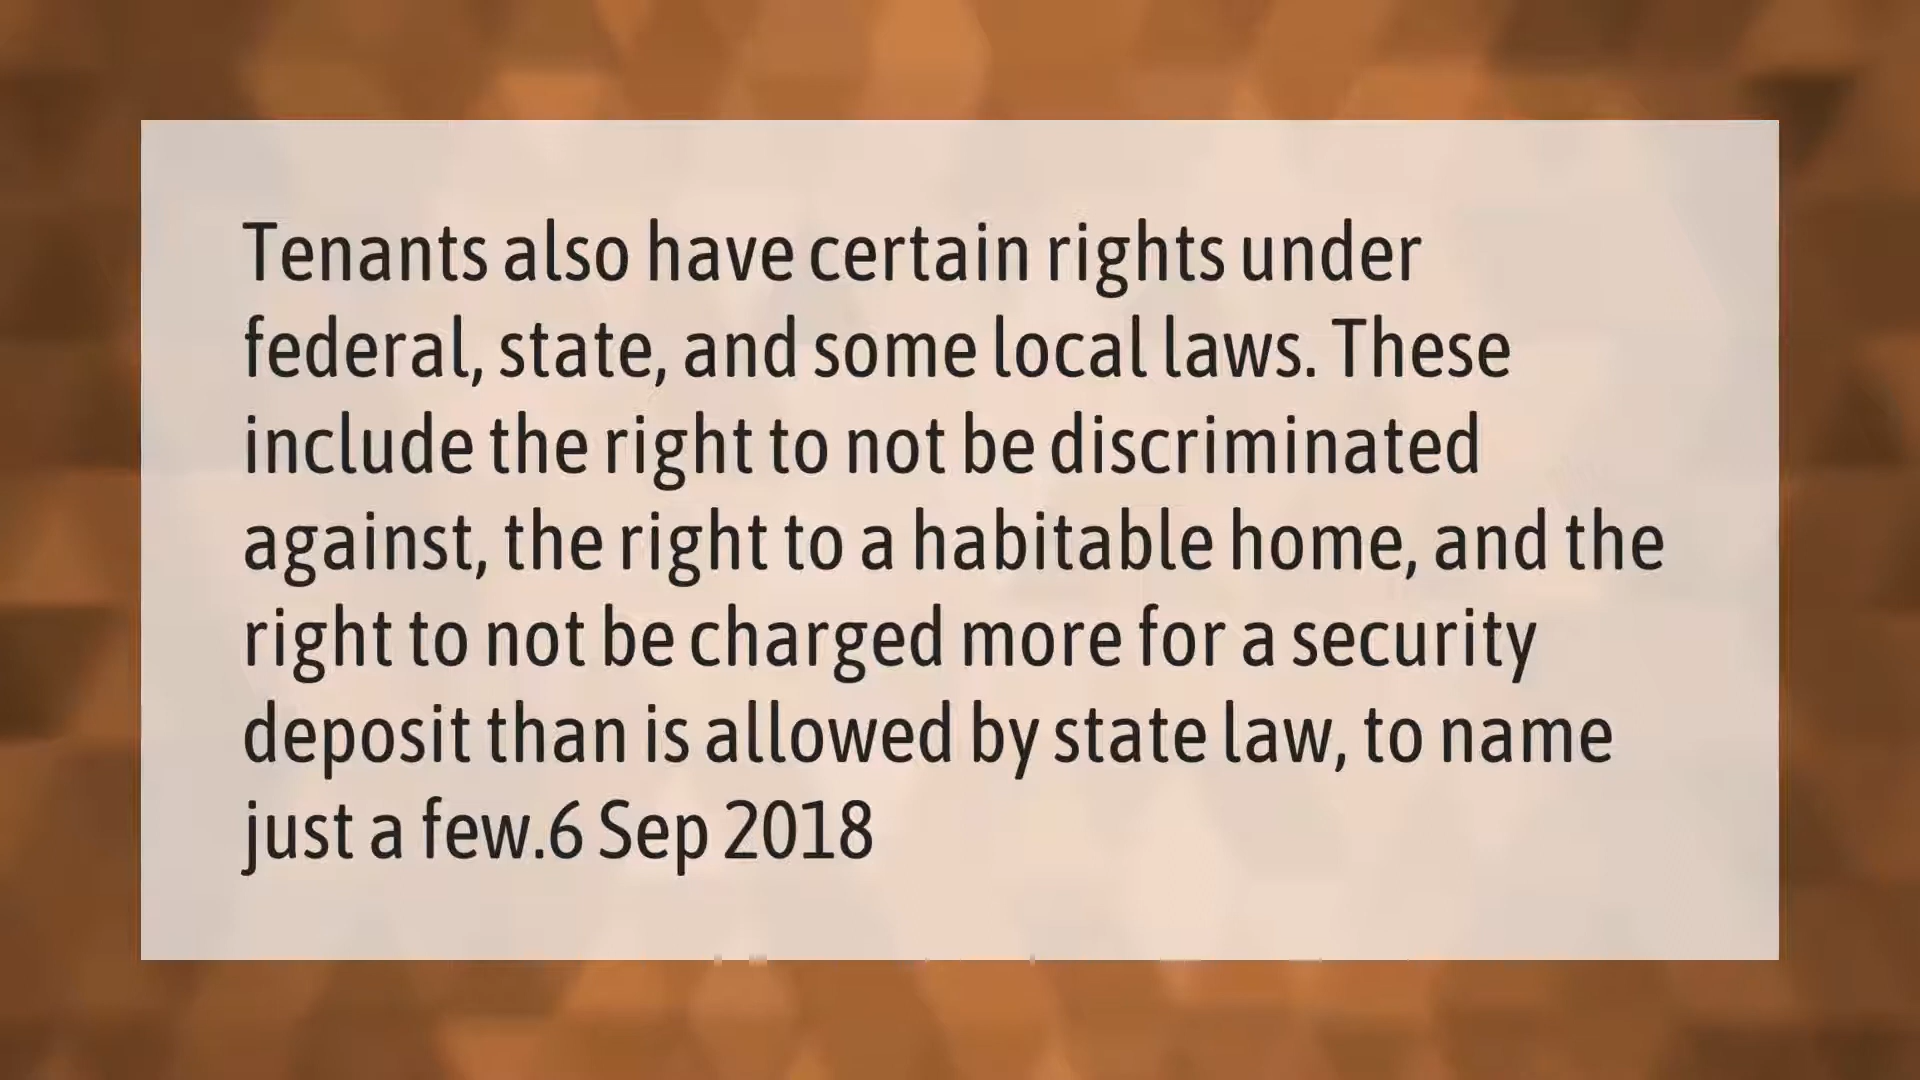 Tenants also have certain rights under
federal, state, and some local laws. These
include the right to not be discriminated
against, the right to a habitable home, and the
right to not be charged more for a security
deposit than is allowed by state law, to name
just a few.6 Sep 2018